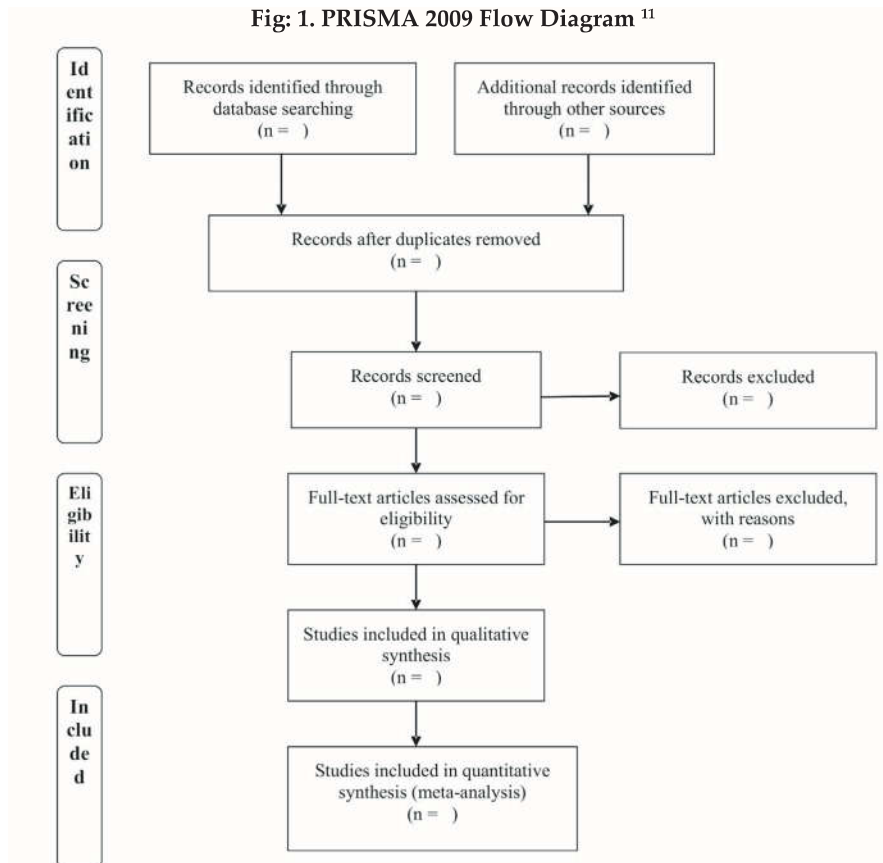 Fig: 1. PRISMA 2009 Flow Diagram 11
Id
ent
ific
ati
on
Records identified through
database searching
(n = )
Additional records identified
through other sources
(n = )
Records after duplicates removed
(n = )
Sc
ree
ni
ng
Records screened
(n = )
Records excluded
(n = )
Eli
gib
ilit
y
Full-text articles assessed for
eligibility
(n = )
Full-text articles excluded,
with reasons
(n = )
Studies included in qualitative
synthesis
(n = )
In
clu
de
d
Studies included in quantitative
synthesis (meta-analysis)
(n = )